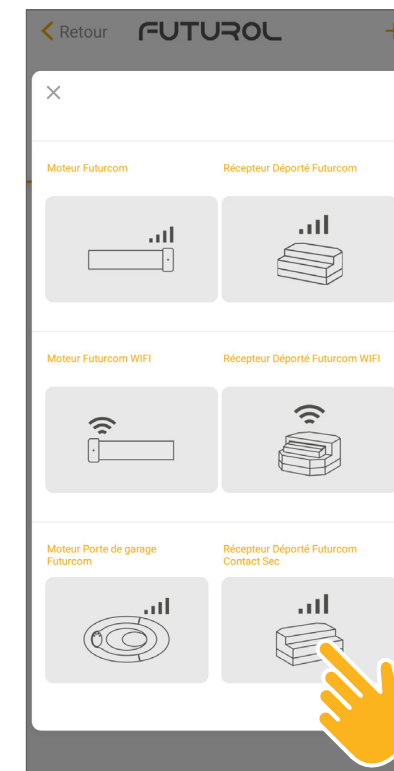 Retour
FUTUROL
Moteur Futurcom
Récepteur Déporté Futurcom
Moteur Futurcom WIFI
Récepteur Déporté Futurcom WIFI
Moteur Porte de garage
Futurcom
Récepteur Déporté Futurcom
Contact Sec